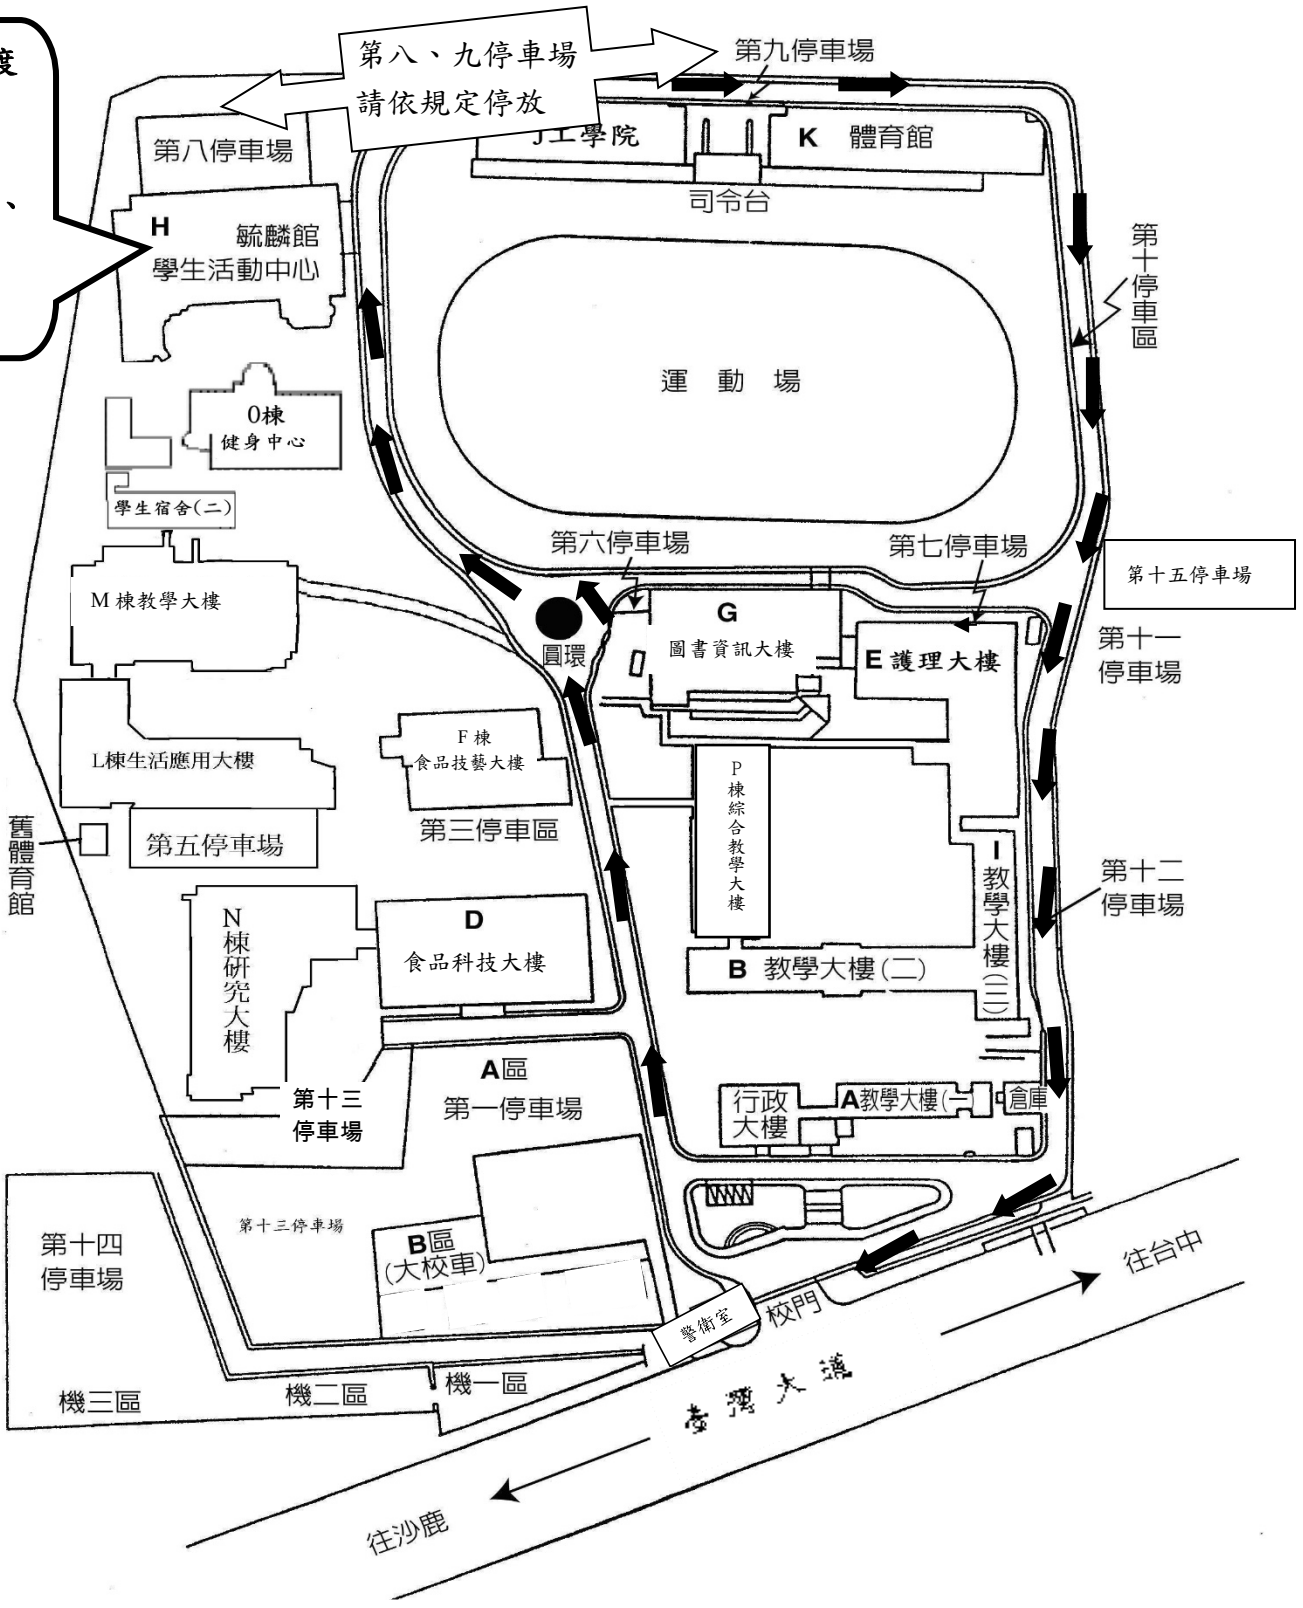 度
、
第八、九停車場
請依規定停放
第九停車場
第八停車場
J工學院
K 體育館
司令台
H 毓麟館
學生活動中心
第十停車區
運動場
O棟
健身中心
學生宿舍(二)
第六停車場
第七停車場
第十五停車場
M棟教學大樓
G
圖書資訊大樓
圓環
E護理大樓
第十一
停車場
F棟
食品技藝大樓
L棟生活應用大樓
P棟綜合教學大樓
舊體育館
第五停車場
第三停車區
I教學大樓(三)
第十二
停車場
N棟研究大樓
D
食品科技大樓
B 教學大樓(二)
A區
第一停車場
第十三
停車場
行政
大樓
A教學大樓(一)
倉庫
第十四
停車場
第十三停車場
B區
(大校車)
往台中
校門
警衛室
機一區
機二區
機三區
臺灣大道
往沙鹿